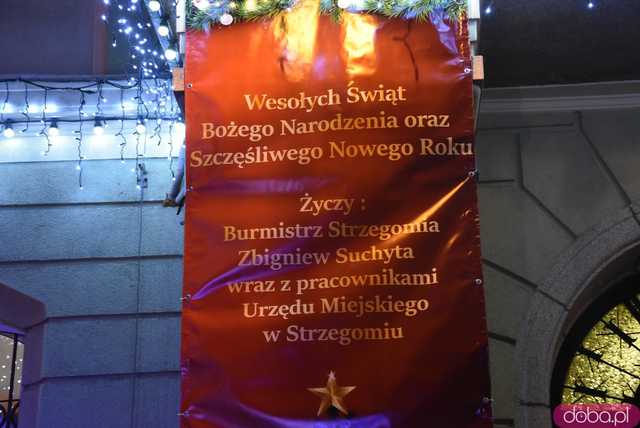 Wesołych Świąt
Bożego Narodzenia oraz
Szczęśliwego Nowego Roku
Życzy :
Burmistrz Strzegomia
Zbigniew Suchyta
wraz z pracownikami
Urzędu Miejskiego
w Strzegomiu
doba.pl